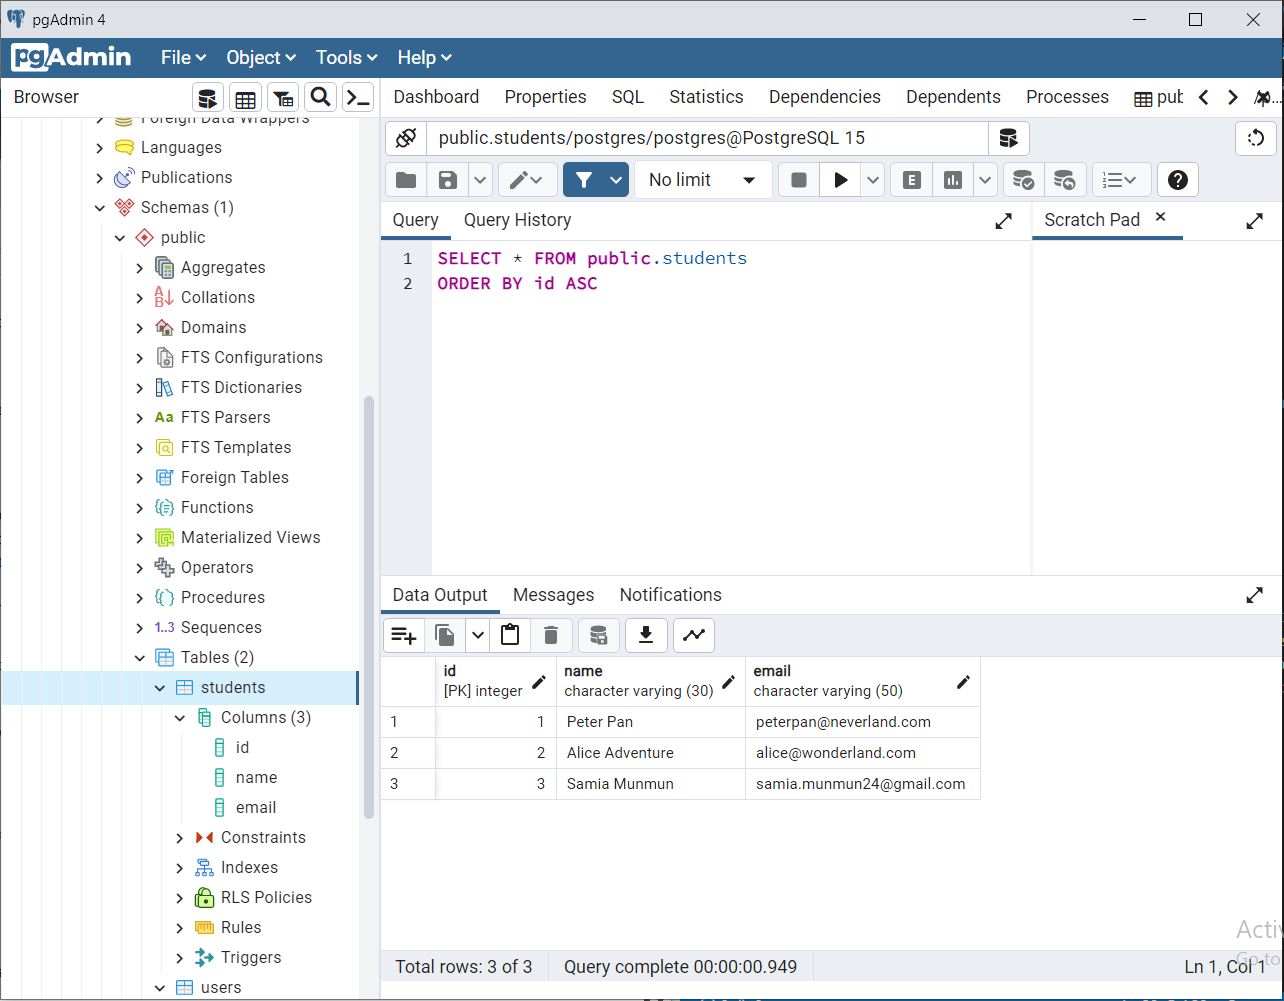 pgAdmin 4
pgAdmin File Object Tools Help
Browser
Dashboard Properties SQL Statistics Dependencies Dependents Processes pub
Foreign Data Wrappers
Languages
Publications
Schemas (1)
public
Aggregates
Collations
Domains
FTS Configurations
FTS Dictionaries
Aa FTS Parsers
FTS Templates
Foreign Tables
Functions
Materialized Views
Operators
Procedures
1..3 Sequences
Tables (2)
students
Columns (3)
id
name
email
Constraints
Indexes
RLS Policies
Rules
Triggers
users
public.students/postgres/postgres@PostgreSQL 15
No limit
E
Query Query History
Scratch Pad
1 SELECT * FROM public.students
2 ORDER BY id ASC
Data Output Messages Notifications
id name email
[PK] integer character varying (30) character varying (50)
1 1 Peter Pan peterpan@neverland.com
2 2 Alice Adventure alice@wonderland.com
3 3 Samia Munmun samia.munmun24@gmail.com
Total rows: 3 of 3 Query complete 00:00:00.949 Ln 1, Col 1
Activ
Go to